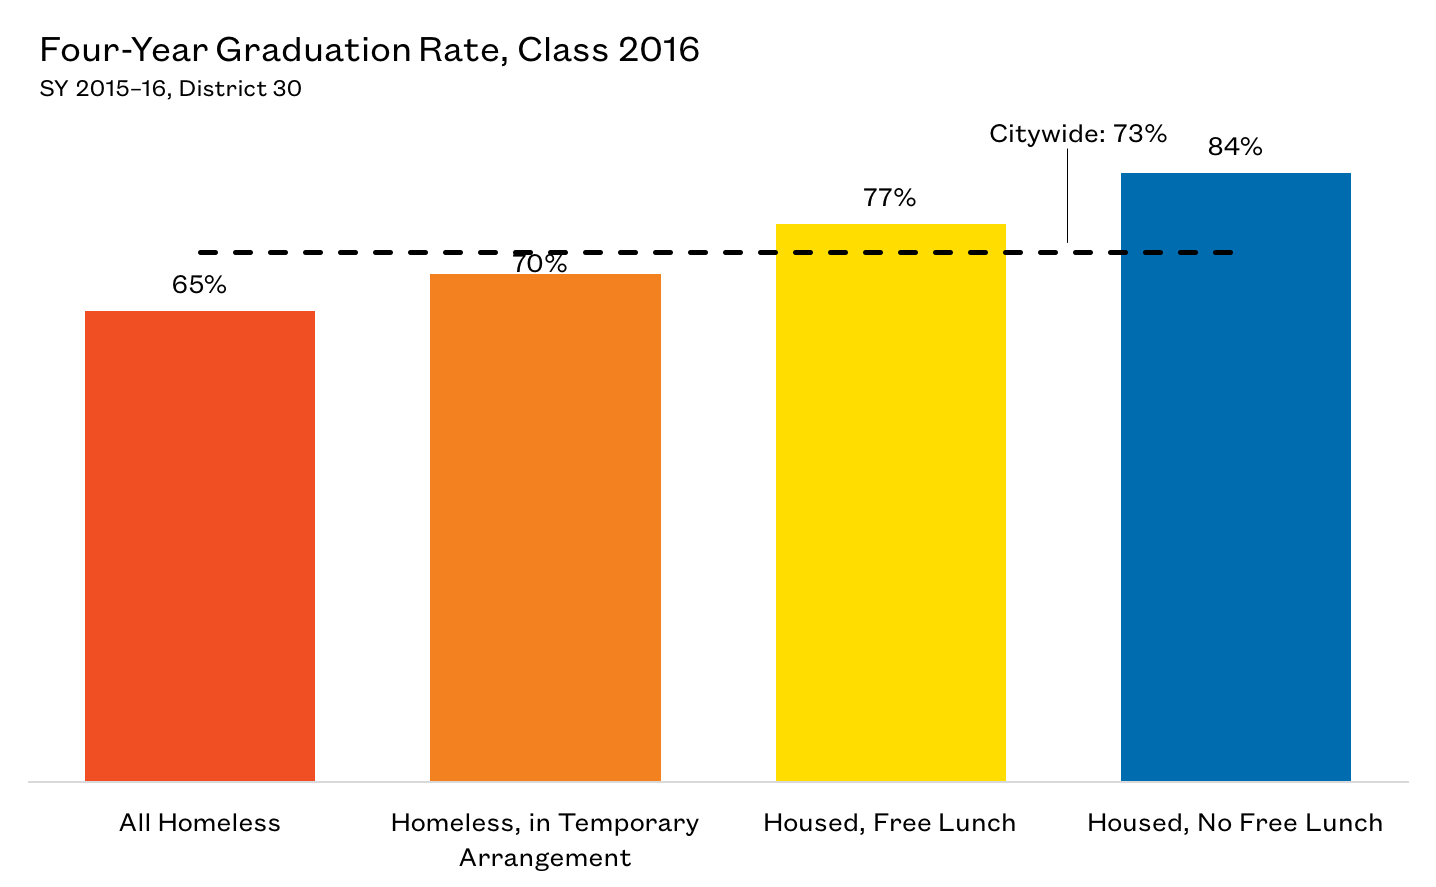 Four-Year Graduation Rate, Class 2016
SY 2015–16, District 30
Citywide: 73%
84%
77%
70%
65%
All Homeless
Homeless, in Temporary
Arrangement
Housed, Free Lunch
Housed, No Free Lunch